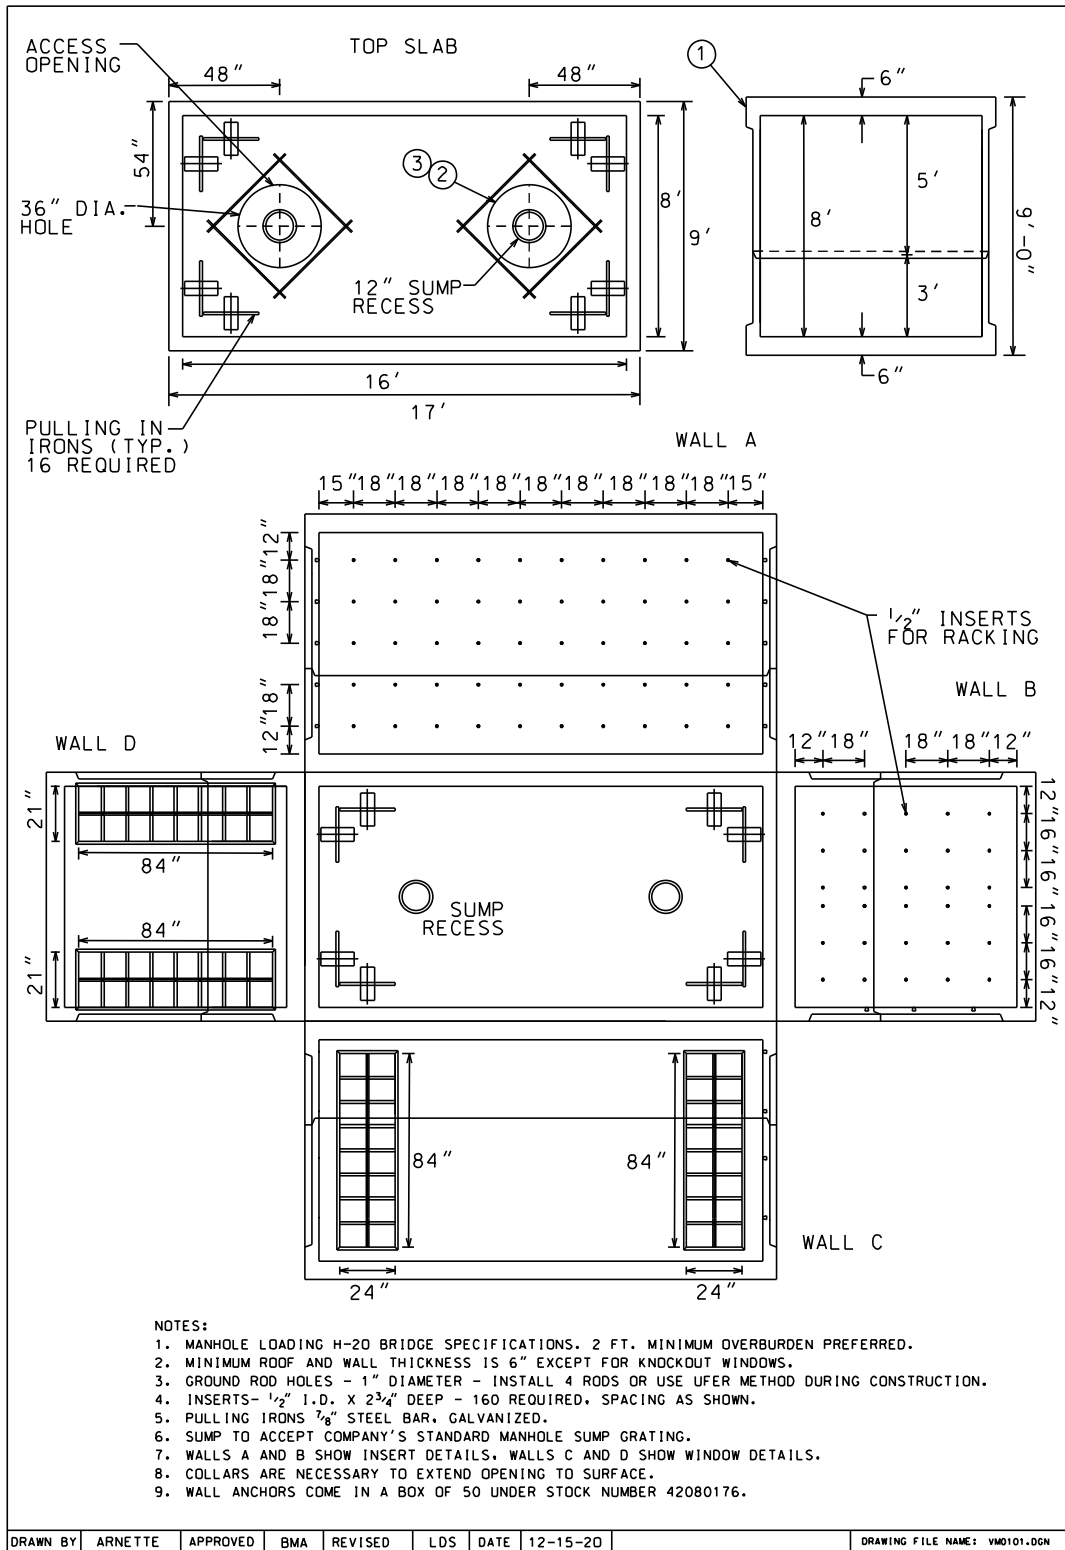 ACCESS
OPENING
TOP SLAB
1
48"
48"
6"
54"
3
2
5'
36" DIA.
HOLE
8'
8'
9'-0"
9'
12" SUMP
RECESS
3'
6"
16'
17'
PULLING IN
IRONS (TYP.)
16 REQUIRED
WALL A
15" 18" 18" 18" 18" 18" 18" 18" 18" 18" 15"
12"
18"
18"
1/2" INSERTS
FOR RACKING
18"
12"
WALL B
WALL D
12" 18" 18" 18" 12"
21"
84"
12"
16"
16"
16"
16"
12"
SUMP
RECESS
84"
21"
84"
84"
WALL C
24"
24"
NOTES:
1. MANHOLE LOADING H-20 BRIDGE SPECIFICATIONS. 2 FT. MINIMUM OVERBURDEN PREFERRED.
2. MINIMUM ROOF AND WALL THICKNESS IS 6" EXCEPT FOR KNOCKOUT WINDOWS.
3. GROUND ROD HOLES - 1" DIAMETER - INSTALL 4 RODS OR USE UFER METHOD DURING CONSTRUCTION.
4. INSERTS- 1/2" I.D. X 2 3/4" DEEP - 160 REQUIRED, SPACING AS SHOWN.
5. PULLING IRONS 7/8" STEEL BAR, GALVANIZED.
6. SUMP TO ACCEPT COMPANY'S STANDARD MANHOLE SUMP GRATING.
7. WALLS A AND B SHOW INSERT DETAILS, WALLS C AND D SHOW WINDOW DETAILS.
8. COLLARS ARE NECESSARY TO EXTEND OPENING TO SURFACE.
9. WALL ANCHORS COME IN A BOX OF 50 UNDER STOCK NUMBER 42080176.
DRAWN BY ARNETTE APPROVED BMA REVISED LDS DATE 12-15-20 DRAWING FILE NAME: VM0101.DGN